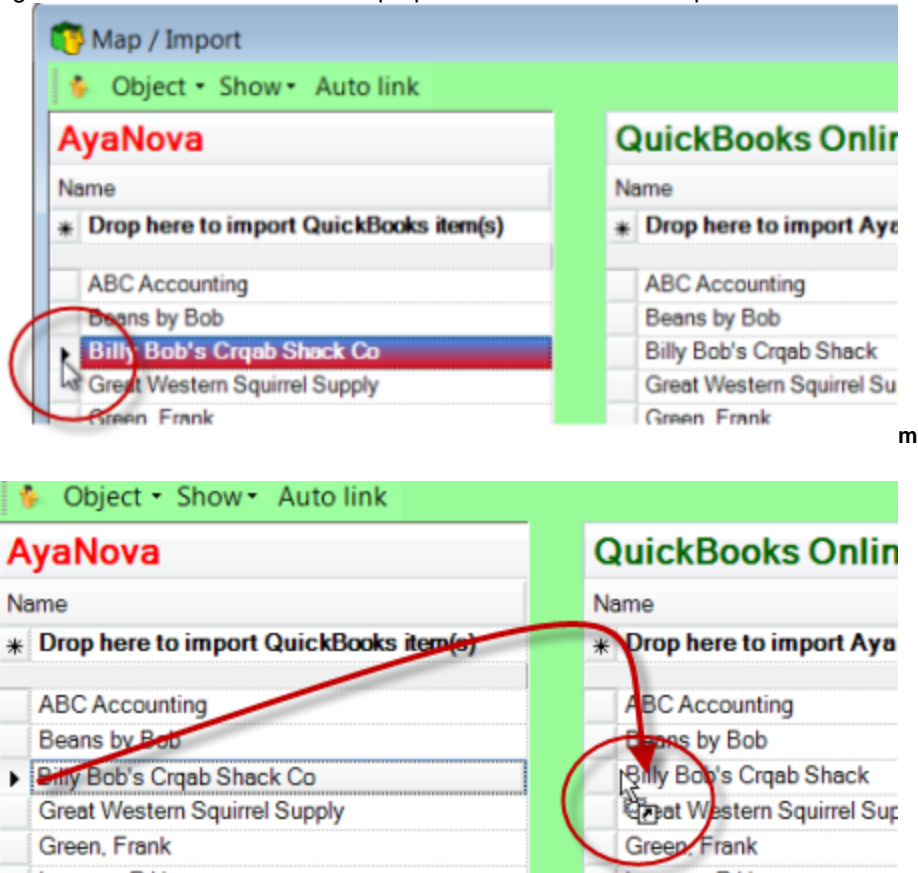 Map / Import
Object Show Auto link
AyaNova QuickBooks Onlin
Name Name
Drop here to import QuickBooks item(s) Drop here to import Aya
ABC Accounting ABC Accounting
Beans by Bob Beans by Bob
Billy Bob's Crqab Shack Co Billy Bob's Crqab Shack
Great Western Squirrel Supply Great Western Squirrel Su
Green, Frank Green, Frank
m
Object Show Auto link
AyaNova QuickBooks Onlin
Name Name
Drop here to import QuickBooks item(s) Drop here to import Aya
ABC Accounting ABC Accounting
Beans by Bob Beans by Bob
Billy Bob's Crqab Shack Co Billy Bob's Crqab Shack
Great Western Squirrel Supply Great Western Squirrel Sup
Green, Frank Green, Frank